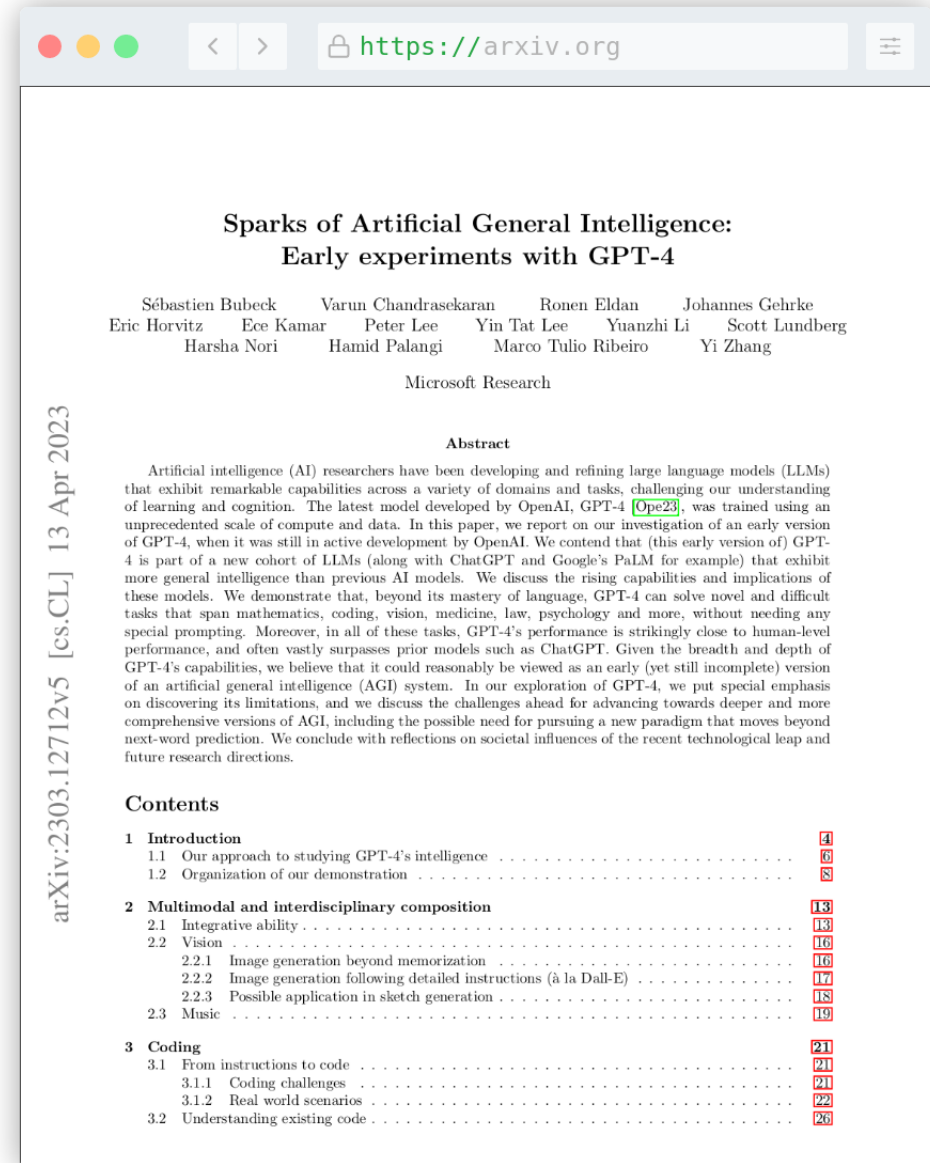 https://arxiv.org
Sparks of Artificial General Intelligence:
Early experiments with GPT-4
Sébastien Bubeck Varun Chandrasekaran Ronen Eldan Johannes Gehrke
Eric Horvitz Ece Kamar Peter Lee Yin Tat Lee Yuanzhi Li Scott Lundberg
Harsha Nori Hamid Palangi Marco Tulio Ribeiro Yi Zhang
Microsoft Research
arXiv:2303.12712v5 [cs.CL] 13 Apr 2023
Abstract
Artificial intelligence (AI) researchers have been developing and refining large language models (LLMs)
that exhibit remarkable capabilities across a variety of domains and tasks, challenging our understanding
of learning and cognition. The latest model developed by OpenAI, GPT-4 [Ope23], was trained using an
unprecedented scale of compute and data. In this paper, we report on our investigation of an early version
of GPT-4, when it was still in active development by OpenAI. We contend that (this early version of) GPT-
4 is part of a new cohort of LLMs (along with ChatGPT and Google's PaLM for example) that exhibit
more general intelligence than previous AI models. We discuss the rising capabilities and implications of
these models. We demonstrate that, beyond its mastery of language, GPT-4 can solve novel and difficult
tasks that span mathematics, coding, vision, medicine, law, psychology and more, without needing any
special prompting. Moreover, in all of these tasks, GPT-4's performance is strikingly close to human-level
performance, and often vastly surpasses prior models such as ChatGPT. Given the breadth and depth of
GPT-4's capabilities, we believe that it could reasonably be viewed as an early (yet still incomplete) version
of an artificial general intelligence (AGI) system. In our exploration of GPT-4, we put special emphasis
on discovering its limitations, and we discuss the challenges ahead for advancing towards deeper and more
comprehensive versions of AGI, including the possible need for pursuing a new paradigm that moves beyond
next-word prediction. We conclude with reflections on societal influences of the recent technological leap and
future research directions.
Contents
1 Introduction 4
1.1 Our approach to studying GPT-4's intelligence . . . . . . . . . . . . . . . . . . . . . . . . . . 6
1.2 Organization of our demonstration . . . . . . . . . . . . . . . . . . . . . . . . . . . . . . . . . 8
2 Multimodal and interdisciplinary composition 13
2.1 Integrative ability . . . . . . . . . . . . . . . . . . . . . . . . . . . . . . . . . . . . . . . . . . . 13
2.2 Vision . . . . . . . . . . . . . . . . . . . . . . . . . . . . . . . . . . . . . . . . . . . . . . . . . 16
2.2.1 Image generation beyond memorization . . . . . . . . . . . . . . . . . . . . . . . . . . 16
2.2.2 Image generation following detailed instructions (à la Dall-E) . . . . . . . . . . . . . . 17
2.2.3 Possible application in sketch generation . . . . . . . . . . . . . . . . . . . . . . . . . . 18
2.3 Music . . . . . . . . . . . . . . . . . . . . . . . . . . . . . . . . . . . . . . . . . . . . . . . . . 19
3 Coding 21
3.1 From instructions to code . . . . . . . . . . . . . . . . . . . . . . . . . . . . . . . . . . . . . . 21
3.1.1 Coding challenges . . . . . . . . . . . . . . . . . . . . . . . . . . . . . . . . . . . . . . 21
3.1.2 Real world scenarios . . . . . . . . . . . . . . . . . . . . . . . . . . . . . . . . . . . . . 22
3.2 Understanding existing code . . . . . . . . . . . . . . . . . . . . . . . . . . . . . . . . . . . . . 26